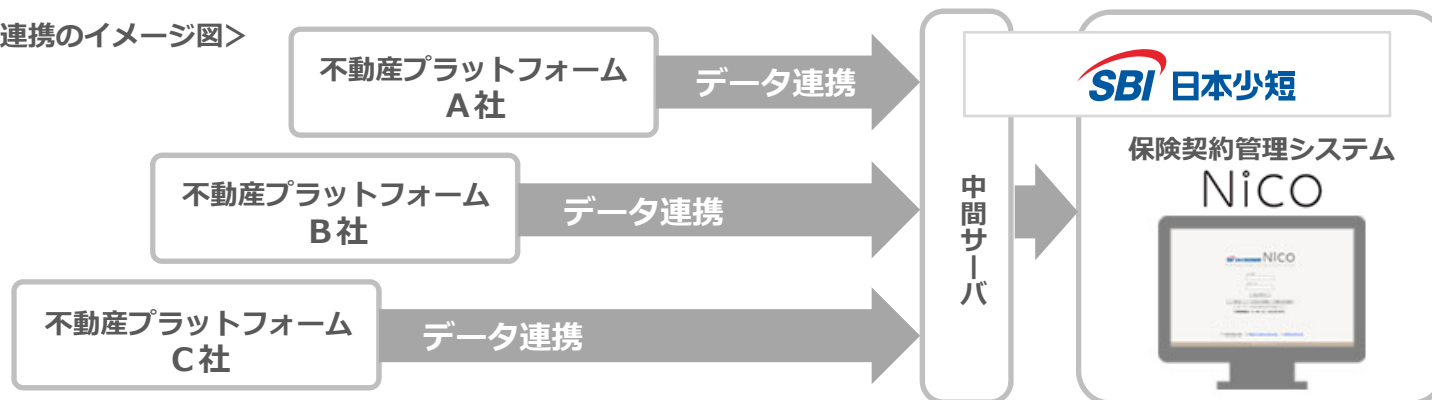 連携のイメージ図>
不動産プラットフォーム
A社
データ連携
SBI 日本少短
保険契約管理システム
NiCO
不動産プラットフォーム
B社
データ連携
中間サーバ
NiCO
不動産プラットフォーム
C社
データ連携